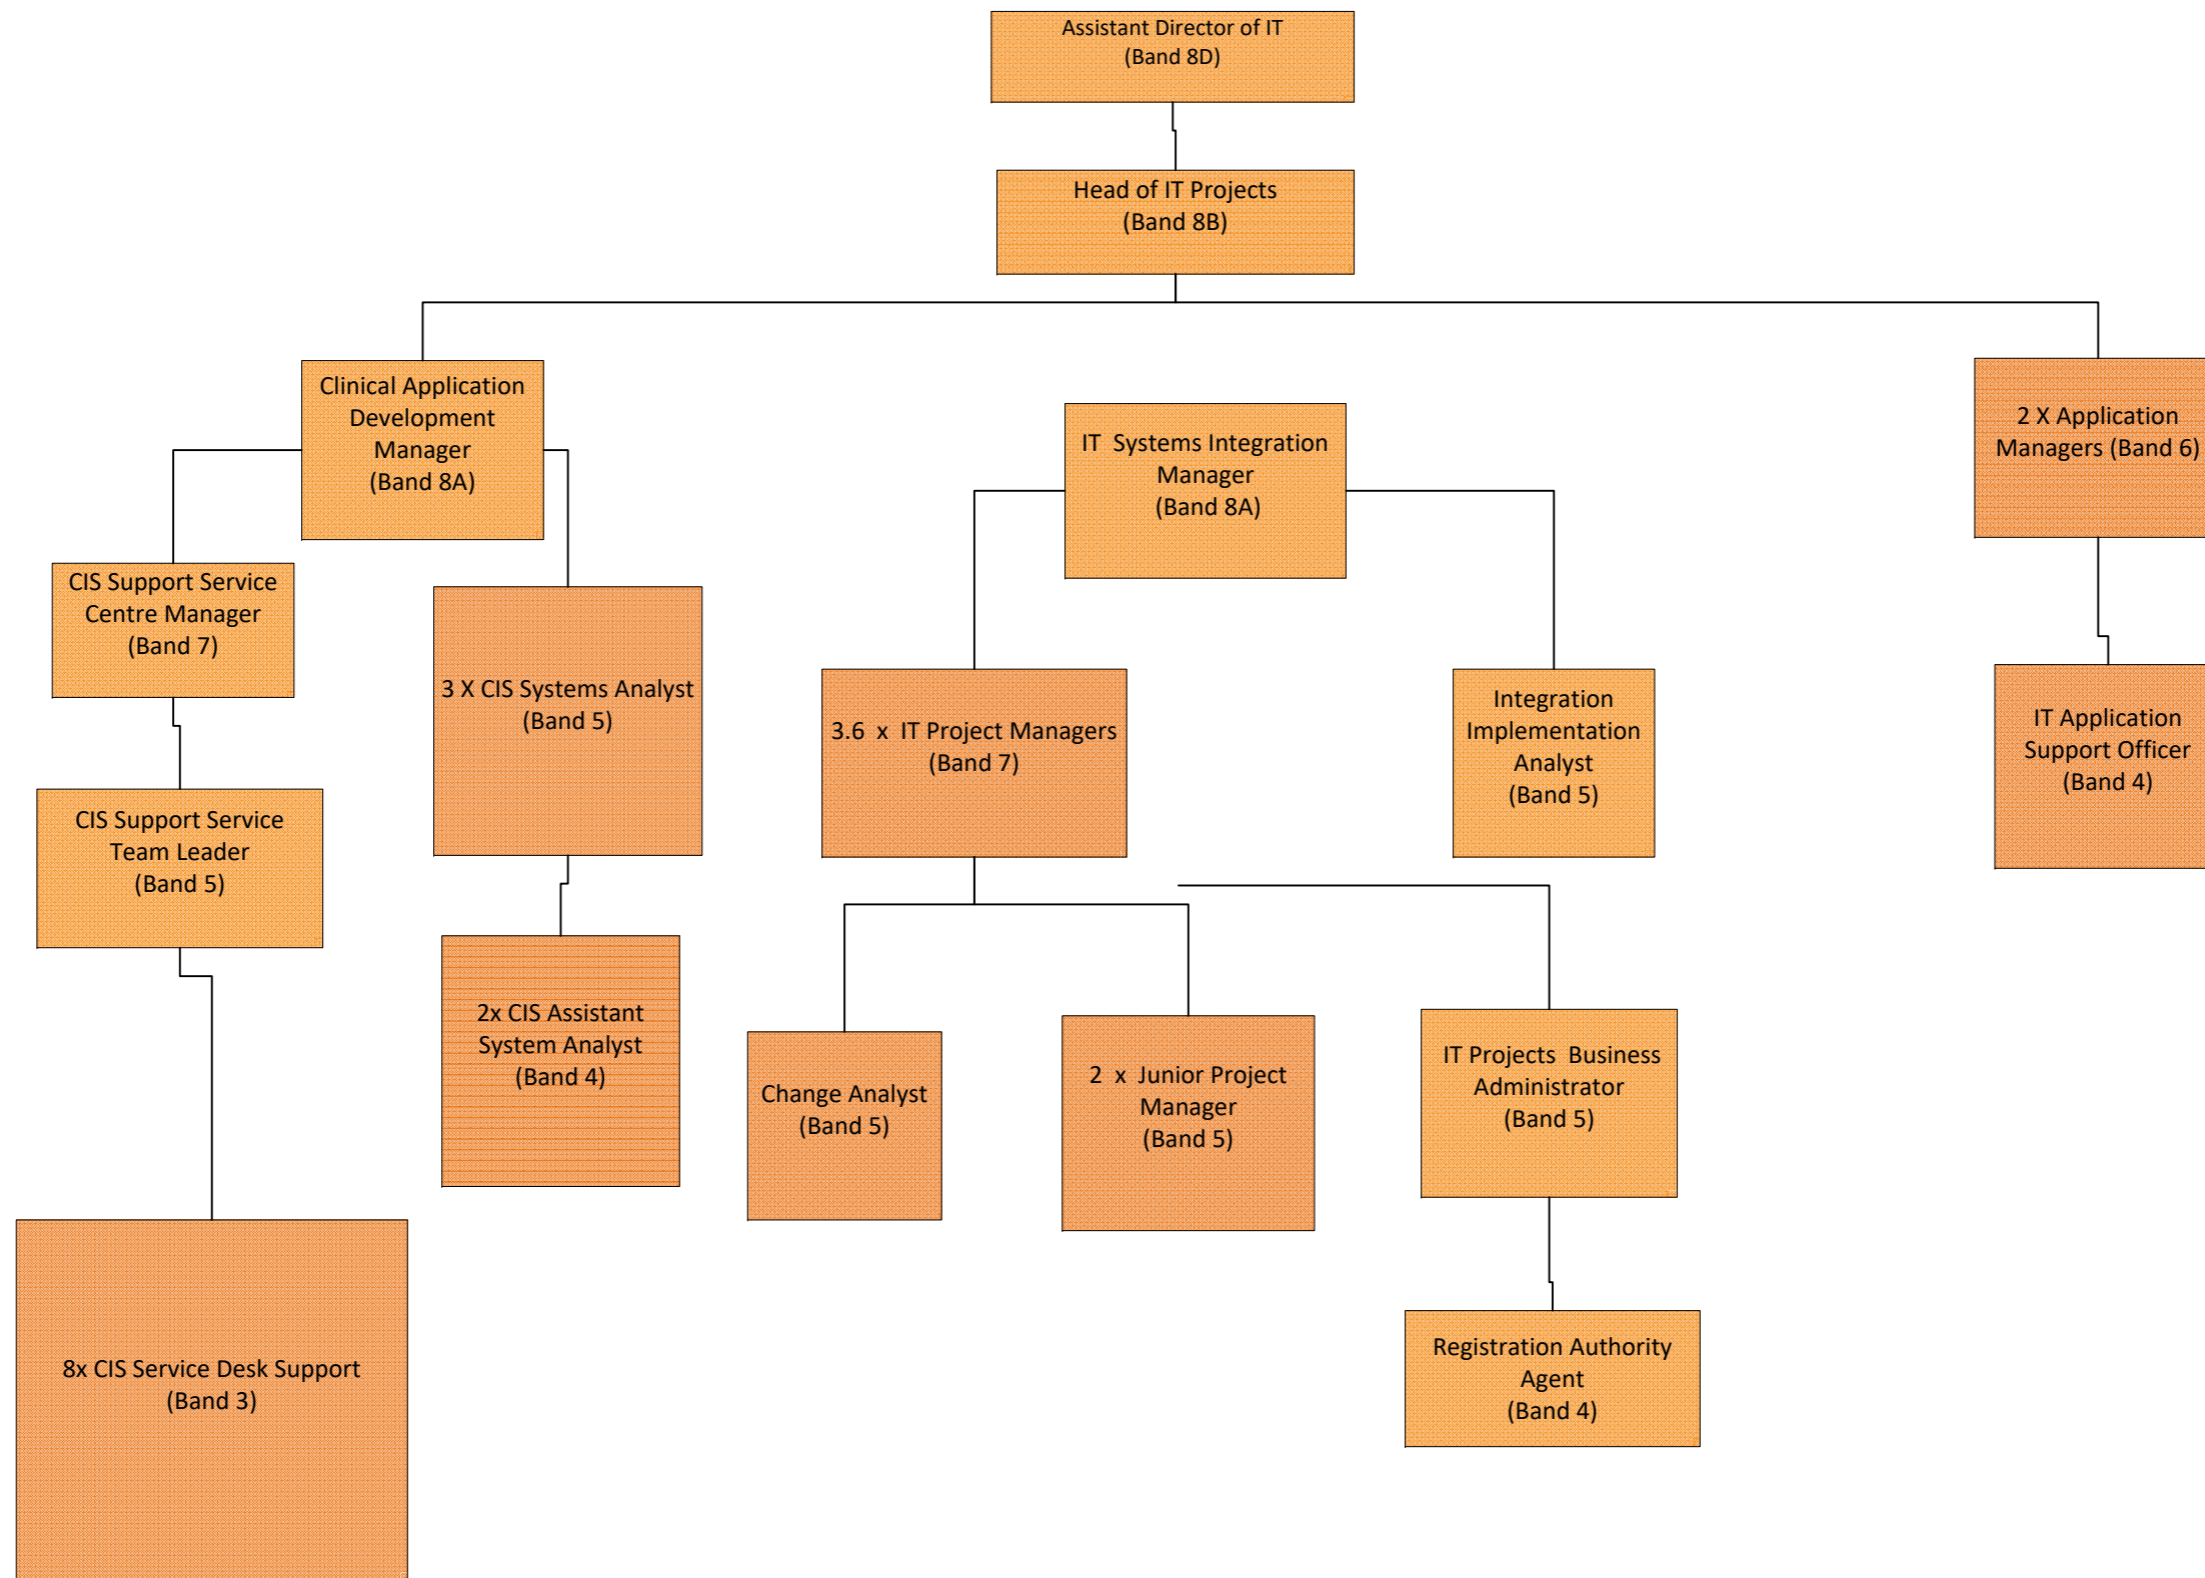 Assistant Director of IT
(Band 8D)
Head of IT Projects
(Band 8B)
Clinical Application
Development
Manager
(Band 8A)
IT  Systems Integration
Manager
(Band 8A)
2 X Application
Managers (Band 6)
CIS Support Service
Centre Manager
(Band 7)
3 X CIS Systems Analyst
(Band 5)
3.6  x  IT Project Managers
(Band 7)
Integration
Implementation
Analyst
(Band 5)
IT Application
Support Officer
(Band 4)
CIS Support Service
Team Leader
(Band 5)
2x CIS Assistant
System Analyst
(Band 4)
Change Analyst
(Band 5)
2  x  Junior Project
Manager
(Band 5)
IT Projects  Business
Administrator
(Band 5)
8x CIS Service Desk Support
(Band 3)
Registration Authority
Agent
(Band 4)